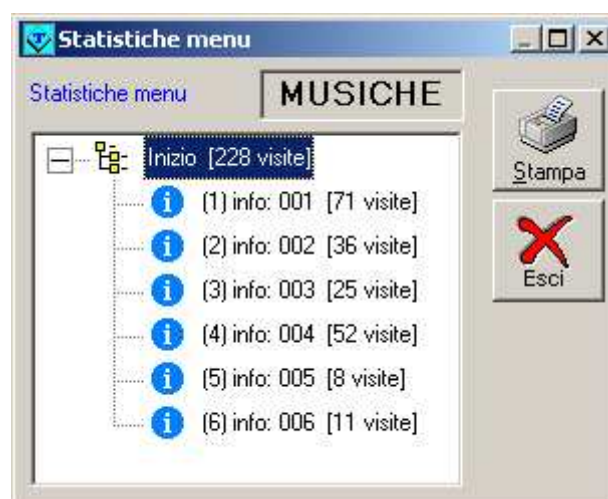 Statistiche menu
Statistiche menu
MUSICHE
Inizio [228 visite]
(1) info: 001 [71 visite]
(2) info: 002 [36 visite]
(3) info: 003 [25 visite]
(4) info: 004 [52 visite]
(5) info: 005 [8 visite]
(6) info: 006 [11 visite]
Stampa
Esci